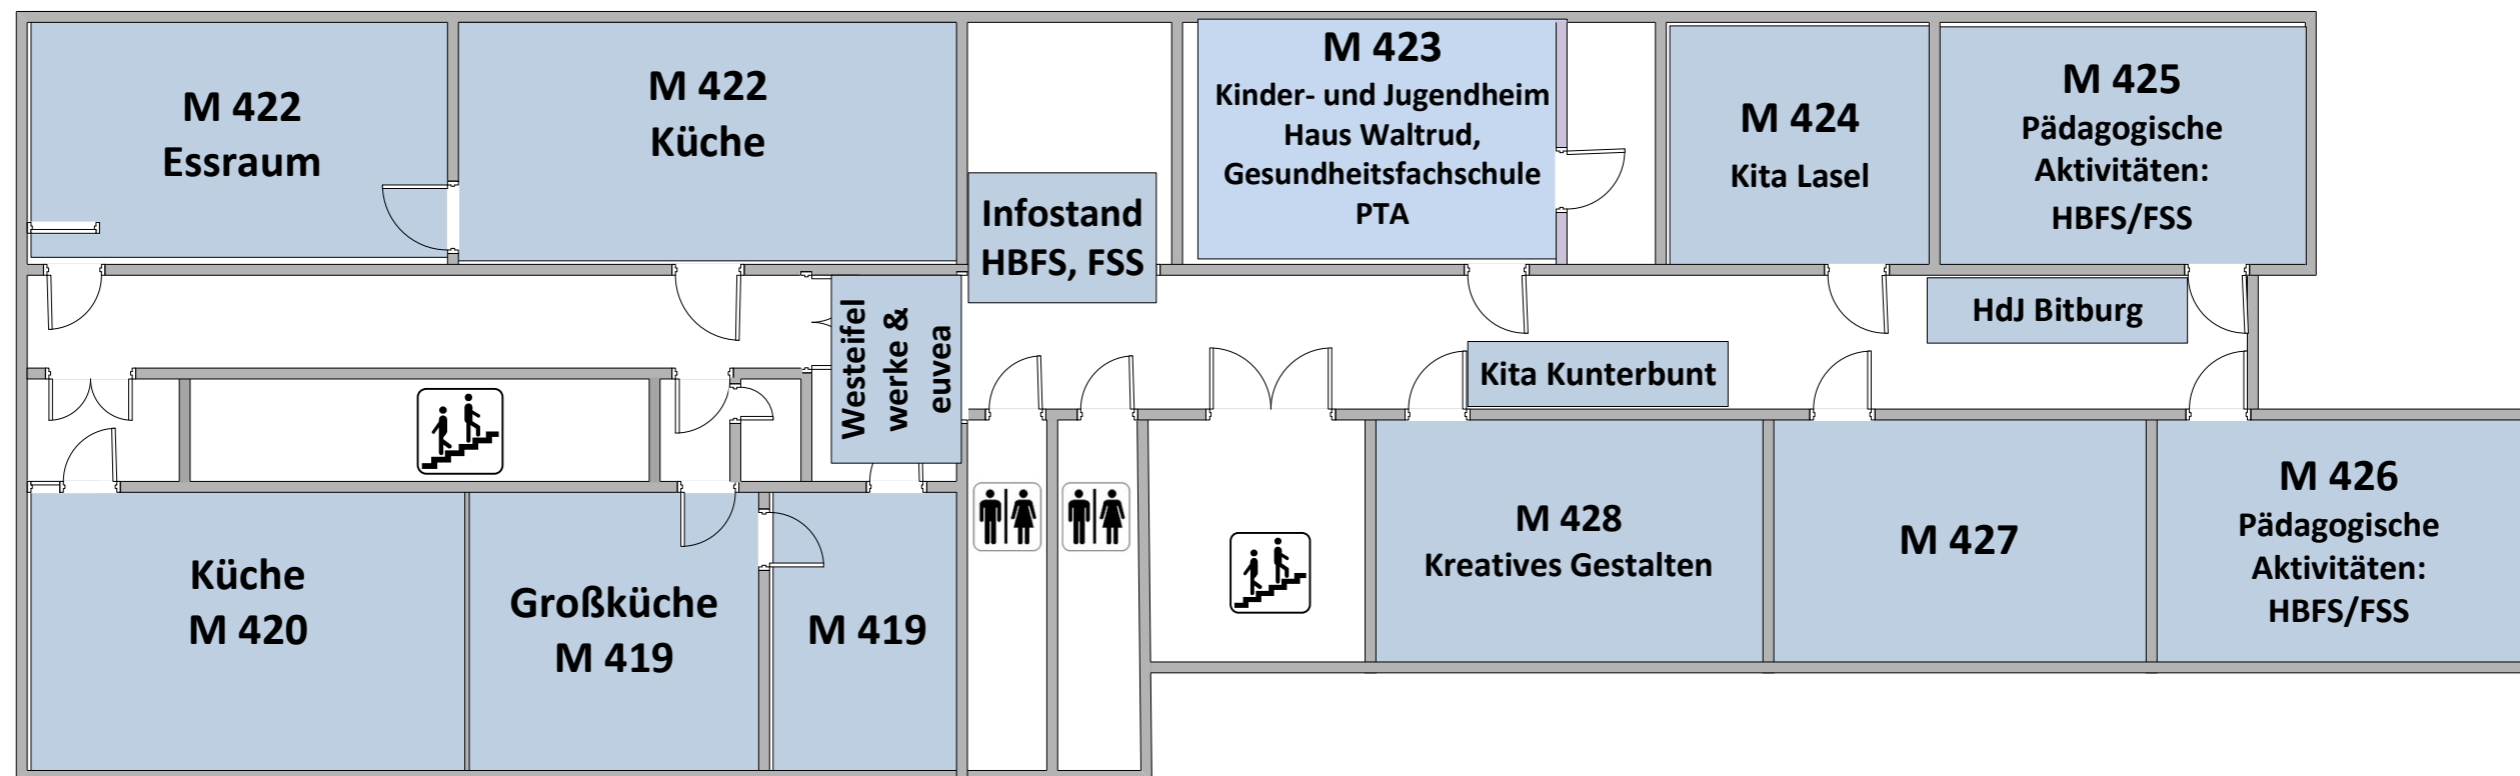 M 422
Essraum
M 422
Küche
Infostand
HBFS, FSS
M 423
Kinder- und Jugendheim
Haus Waltrud,
Gesundheitsfachschule
PTA
M 424
Kita Lasel
M 425
Pädagogische
Aktivitäten:
HBFS/FSS
Westeifel
werke &
euvea
HdJ Bitburg
Kita Kunterbunt
Küche
M 420
Großküche
M 419
M 419
M 428
Kreatives Gestalten
M 427
M 426
Pädagogische
Aktivitäten:
HBFS/FSS